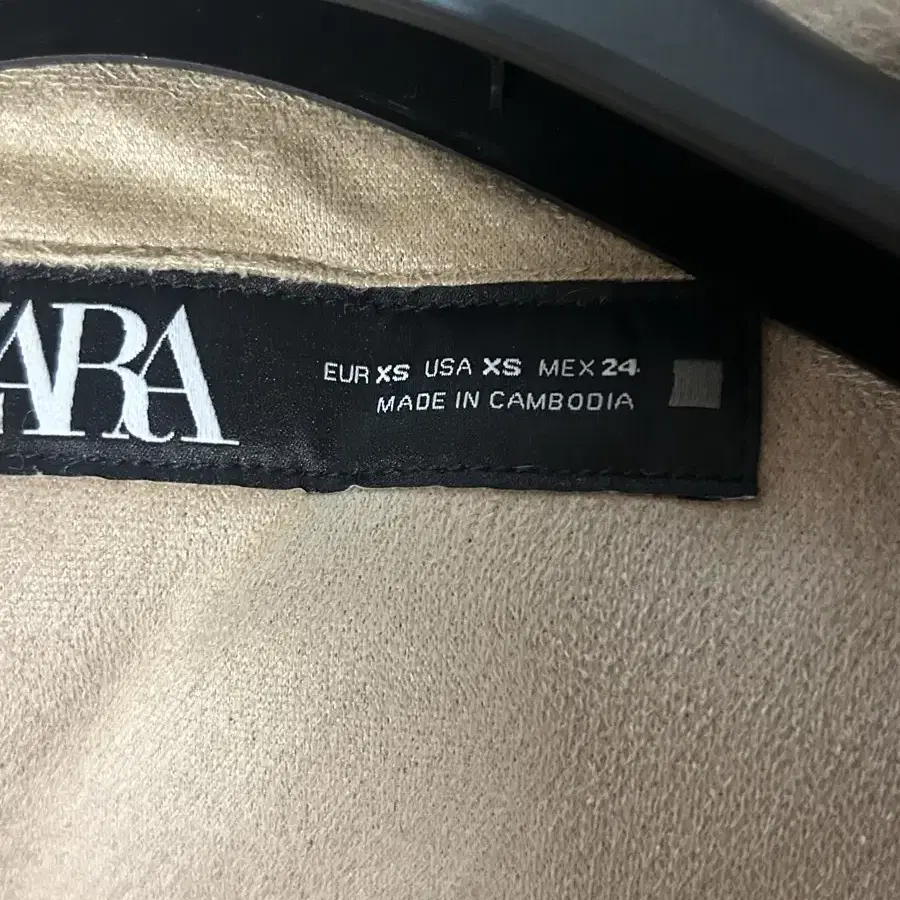 ZARA
EUR XS USA XS MEX 24
MADE IN CAMBODIA